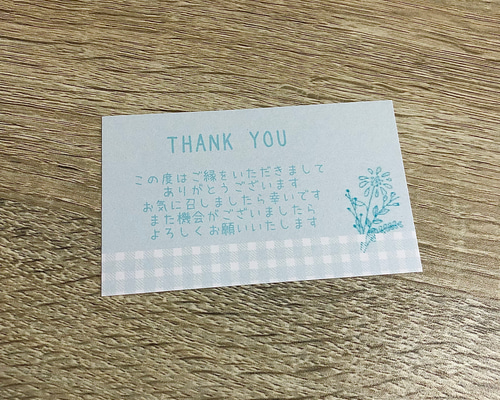 THANK YOU
この度はご縁をいただきまして
ありがとうございます
お気に召しましたら幸いです
また機会がございましたら
よろしくお願いいたします